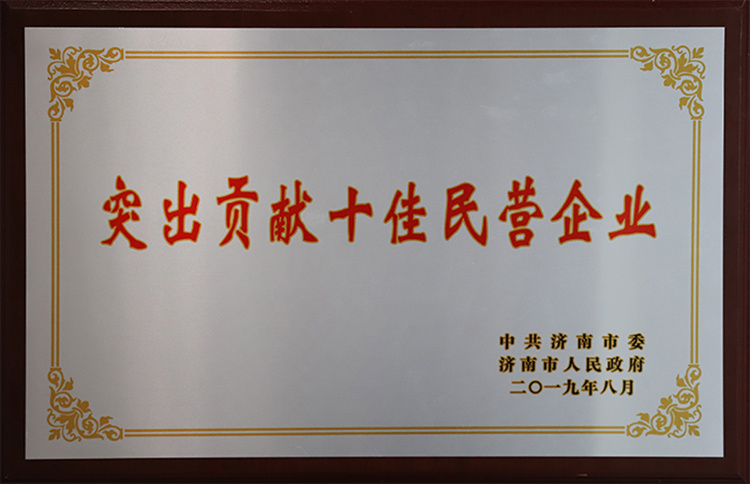 突出贡献十佳民营企业
中共济南市委
济南市人民政府
二〇一九年八月